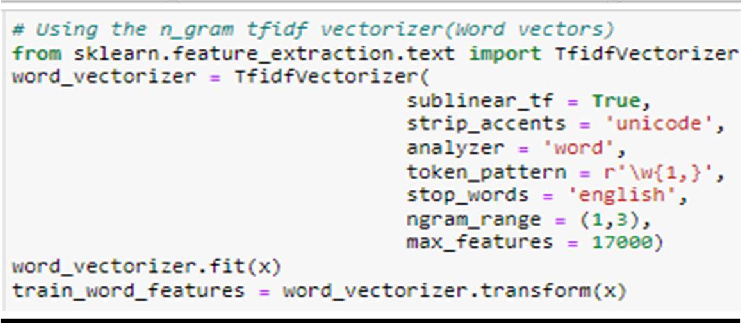 # Using the n_gram tfidf vectorizer(Word vectors)
from sklearn.feature_extraction.text import TfidfVectorizer
word_vectorizer = TfidfVectorizer(
sublinear_tf = True,
strip_accents = 'unicode',
analyzer = 'word',
token_pattern = r'\w{1,}',
stop_words = 'english',
ngram_range = (1,3),
max_features = 17000)
word_vectorizer.fit(x)
train_word_features = word_vectorizer.transform(x)